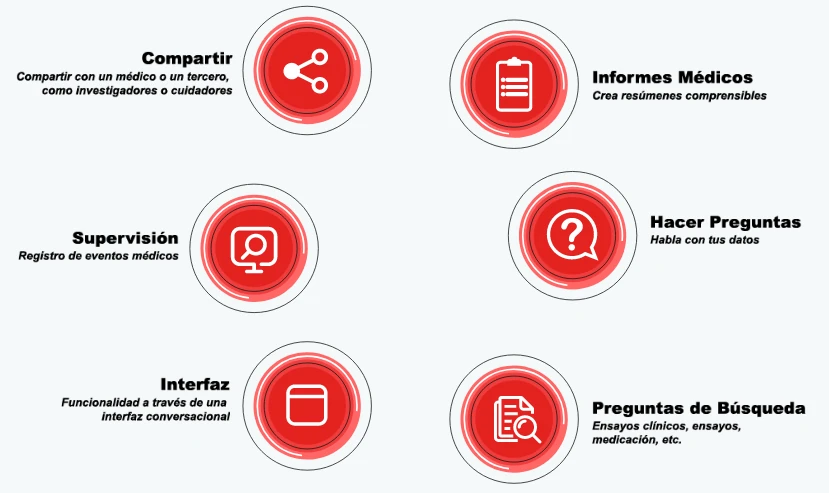 Compartir
Compartir con un médico o un tercero,
como investigadores o cuidadores
Informes Médicos
Crea resúmenes comprensibles
Supervisión
Registro de eventos médicos
Hacer Preguntas
Habla con tus datos
Interfaz
Funcionalidad a través de una
interfaz conversacional
Preguntas de Búsqueda
Ensayos clínicos, ensayos,
medicación, etc.